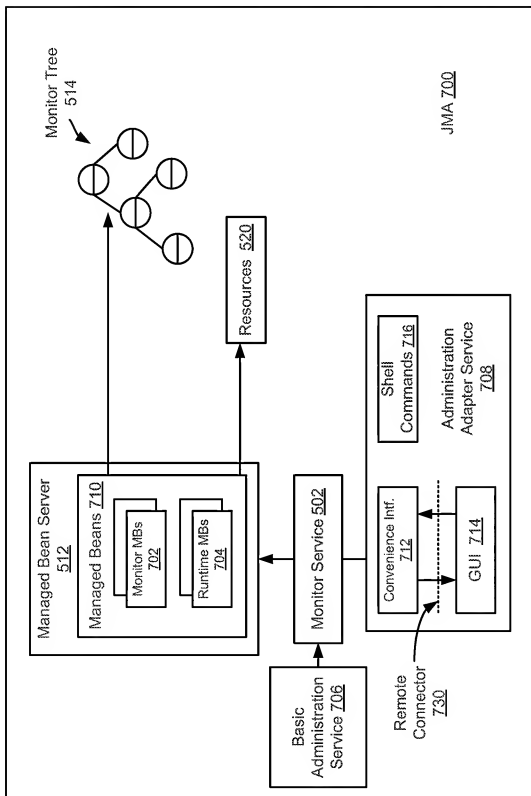 Monitor Tree
514
Managed Bean Server
512
Managed Beans 710
Monitor MBs
702
Runtime MBs
704
Resources 520
Monitor Service 502
Basic
Administration
Service 706
Convenience Intf.
712
GUI 714
Shell
Commands 716
Administration
Adapter Service
708
Remote
Connector
730
JMA 700